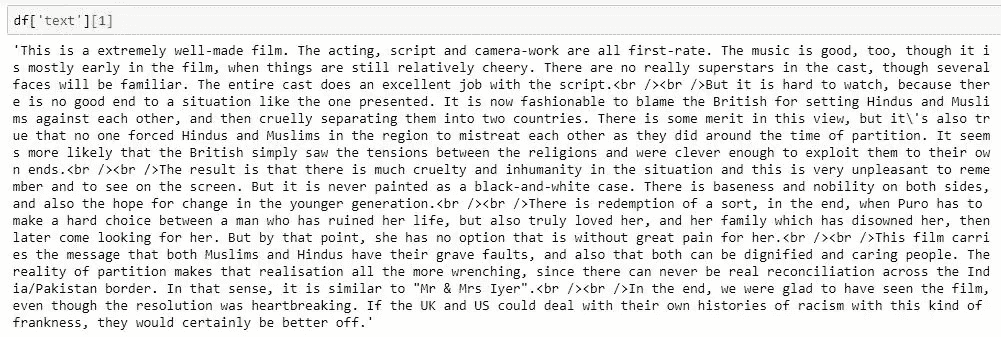 df['text'][1]
'This is a extremely well-made film. The acting, script and camera-work are all first-rate. The music is good, too, though it i
s mostly early in the film, when things are still relatively cheery. There are no really superstars in the cast, though several
faces will be familiar. The entire cast does an excellent job with the script.<br /><br />But it is hard to watch, because ther
e is no good end to a situation like the one presented. It is now fashionable to blame the British for setting Hindus and Musli
ms against each other, and then cruelly separating them into two countries. There is some merit in this view, but it\'s also tr
ue that no one forced Hindus and Muslims in the region to mistreat each other as they did around the time of partition. It seem
s more likely that the British simply saw the tensions between the religions and were clever enough to exploit them to their ow
n ends.<br /><br />The result is that there is much cruelty and inhumanity in the situation and this is very unpleasant to reme
mber and to see on the screen. But it is never painted as a black-and-white case. There is baseness and nobility on both sides,
and also the hope for change in the younger generation.<br /><br />There is redemption of a sort, in the end, when Puro has to
make a hard choice between a man who has ruined her life, but also truly loved her, and her family which has disowned her, then
later come looking for her. But by that point, she has no option that is without great pain for her.<br /><br />This film carri
es the message that both Muslims and Hindus have their grave faults, and also that both can be dignified and caring people. The
reality of partition makes that realisation all the more wrenching, since there can never be real reconciliation across the Ind
ia/Pakistan border. In that sense, it is similar to "Mr & Mrs Iyer".<br /><br />In the end, we were glad to have seen the film,
even though the resolution was heartbreaking. If the UK and US could deal with their own histories of racism with this kind of
frankness, they would certainly be better off.'